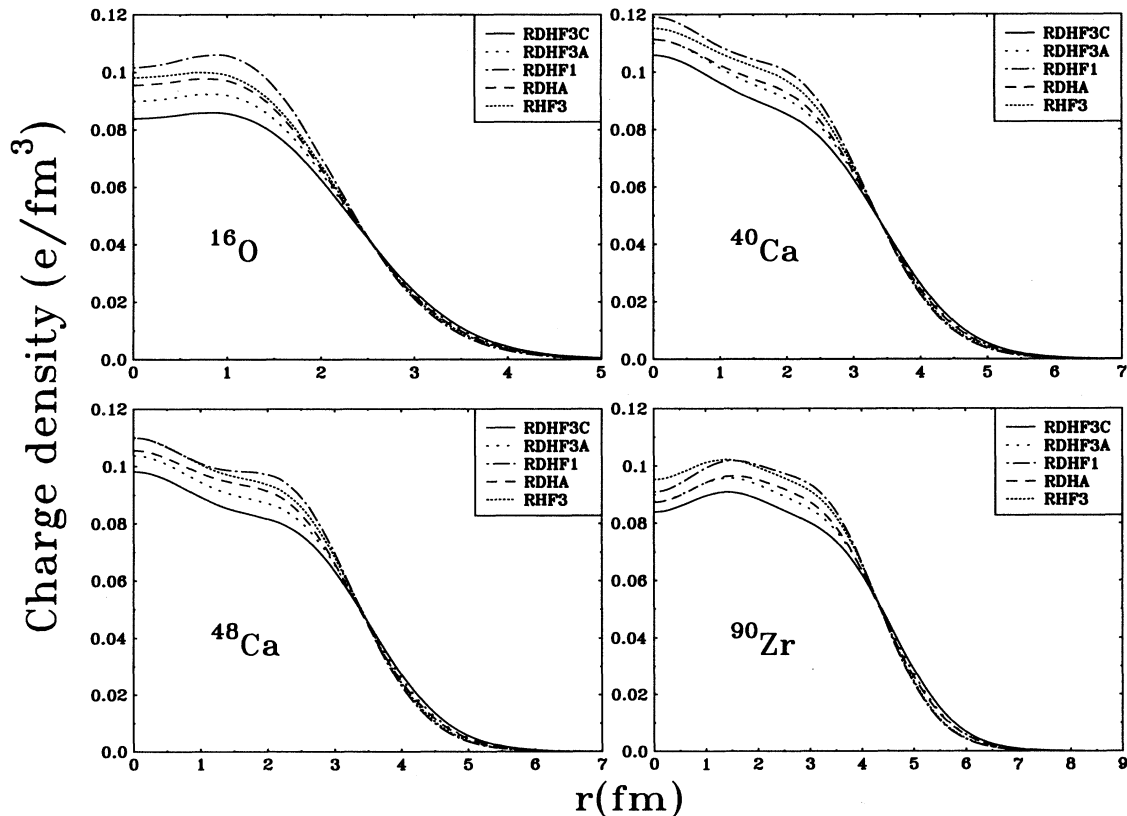 Charge density (e/fm³)
0.12
0.1
0.08
0.06
0.04
0.02
0.0
RDHF3C
RDHF3A
RDHF1
RDHA
RHF3
¹⁶O
0 1 2 3 4 5
0.12
0.1
0.08
0.06
0.04
0.02
0.0
RDHF3C
RDHF3A
RDHF1
RDHA
RHF3
⁴⁰Ca
0 1 2 3 4 5 6 7
0.12
0.1
0.08
0.06
0.04
0.02
0.0
RDHF3C
RDHF3A
RDHF1
RDHA
RHF3
⁴⁸Ca
0 1 2 3 4 5 6 7
0.12
0.1
0.08
0.06
0.04
0.02
0.0
RDHF3C
RDHF3A
RDHF1
RDHA
RHF3
⁹⁰Zr
0 1 2 3 4 5 6 7 8 9
r(fm)